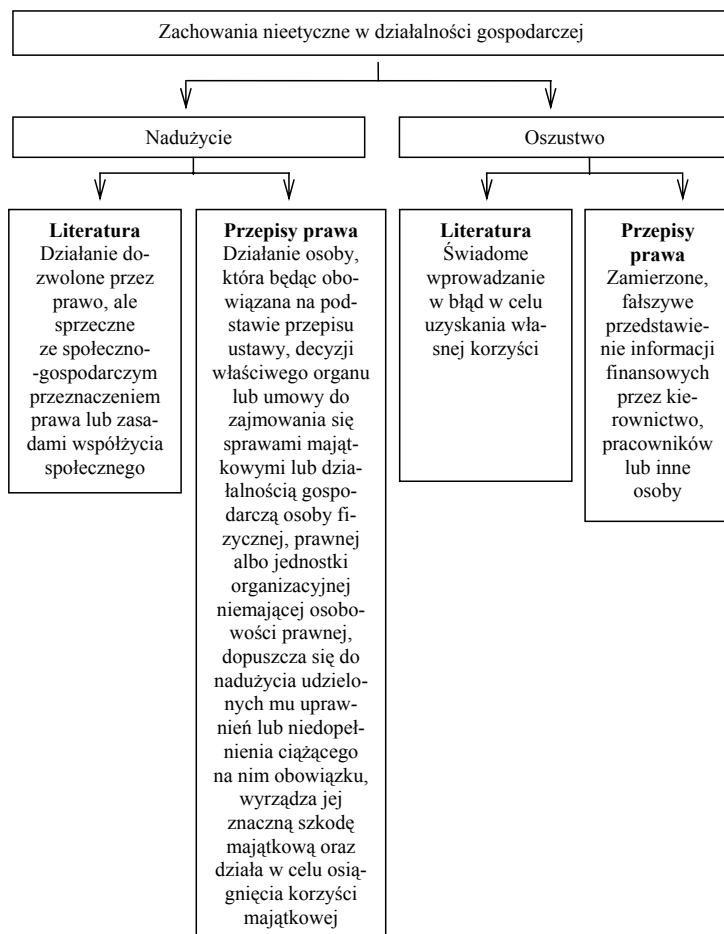 Zachowania nieetyczne w działalności gospodarczej
Nadużycie
Oszustwo
Literatura
Działanie do-
zwolone przez
prawo, ale
sprzeczne
ze społeczno-
-gospodarczym
przeznaczeniem
prawa lub zasa-
dami współżycia
społecznego
Przepisy prawa
Działanie osoby,
która będąc obo-
wiązana na pod-
stawie przepisu
ustawy, decyzji
właściwego organu
lub umowy do
zajmowania się
sprawami mająt-
kowymi lub dzia-
łalnością gospo-
darczą osoby fi-
zycznej, prawnej
albo jednostki
organizacyjnej
niemającej osobo-
wości prawnej,
dopuszcza się do
nadużycia udzielo-
nych mu upraw-
nień lub niedopeł-
nienia ciążącego
na nim obowiązku,
wyrządza jej
znaczną szkodę
majątkową oraz
działa w celu osią-
gnięcia korzyści
majątkowej
Literatura
Świadome
wprowadzanie
w błąd w celu
uzyskania wła-
snej korzyści
Przepisy
prawa
Zamierzone,
fałszywe
przedstawie-
nie informacji
finansowych
przez kie-
rownictwo,
pracowników
lub inne
osoby